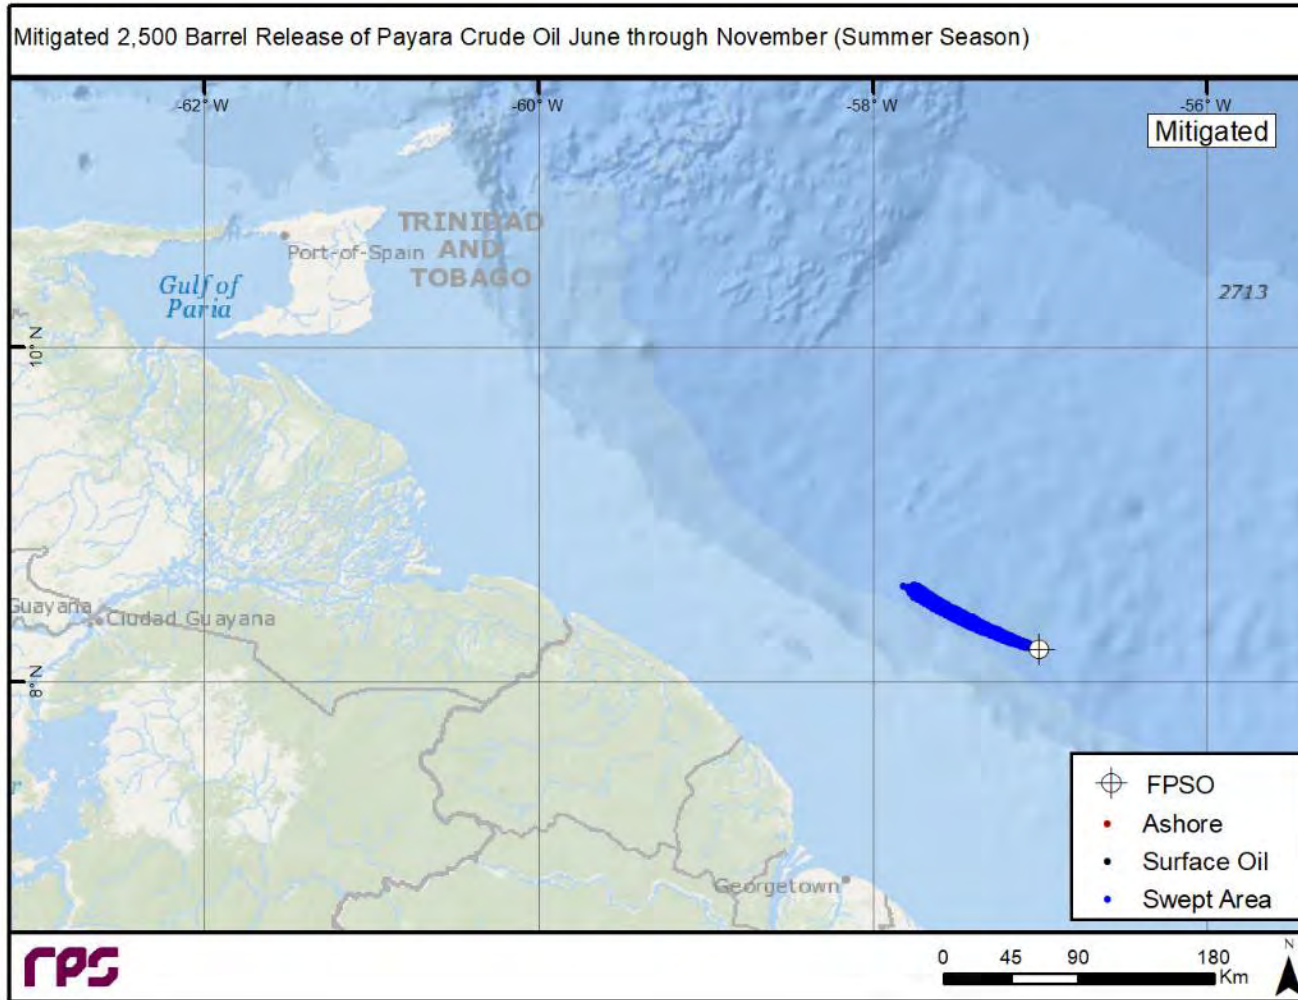 Mitigated 2,500 Barrel Release of Payara Crude Oil June through November (Summer Season)
-62° W
-60° W
-58° W
-56° W
Mitigated
TRINIDAD
AND
TOBAGO
Port-of-Spain
Gulf of
Paria
2713
10° N
Guayana
Ciudad Guayana
8° N
r
FPSO
Ashore
Surface Oil
Swept Area
Georgetown
rps
0 45 90 180
Km
N